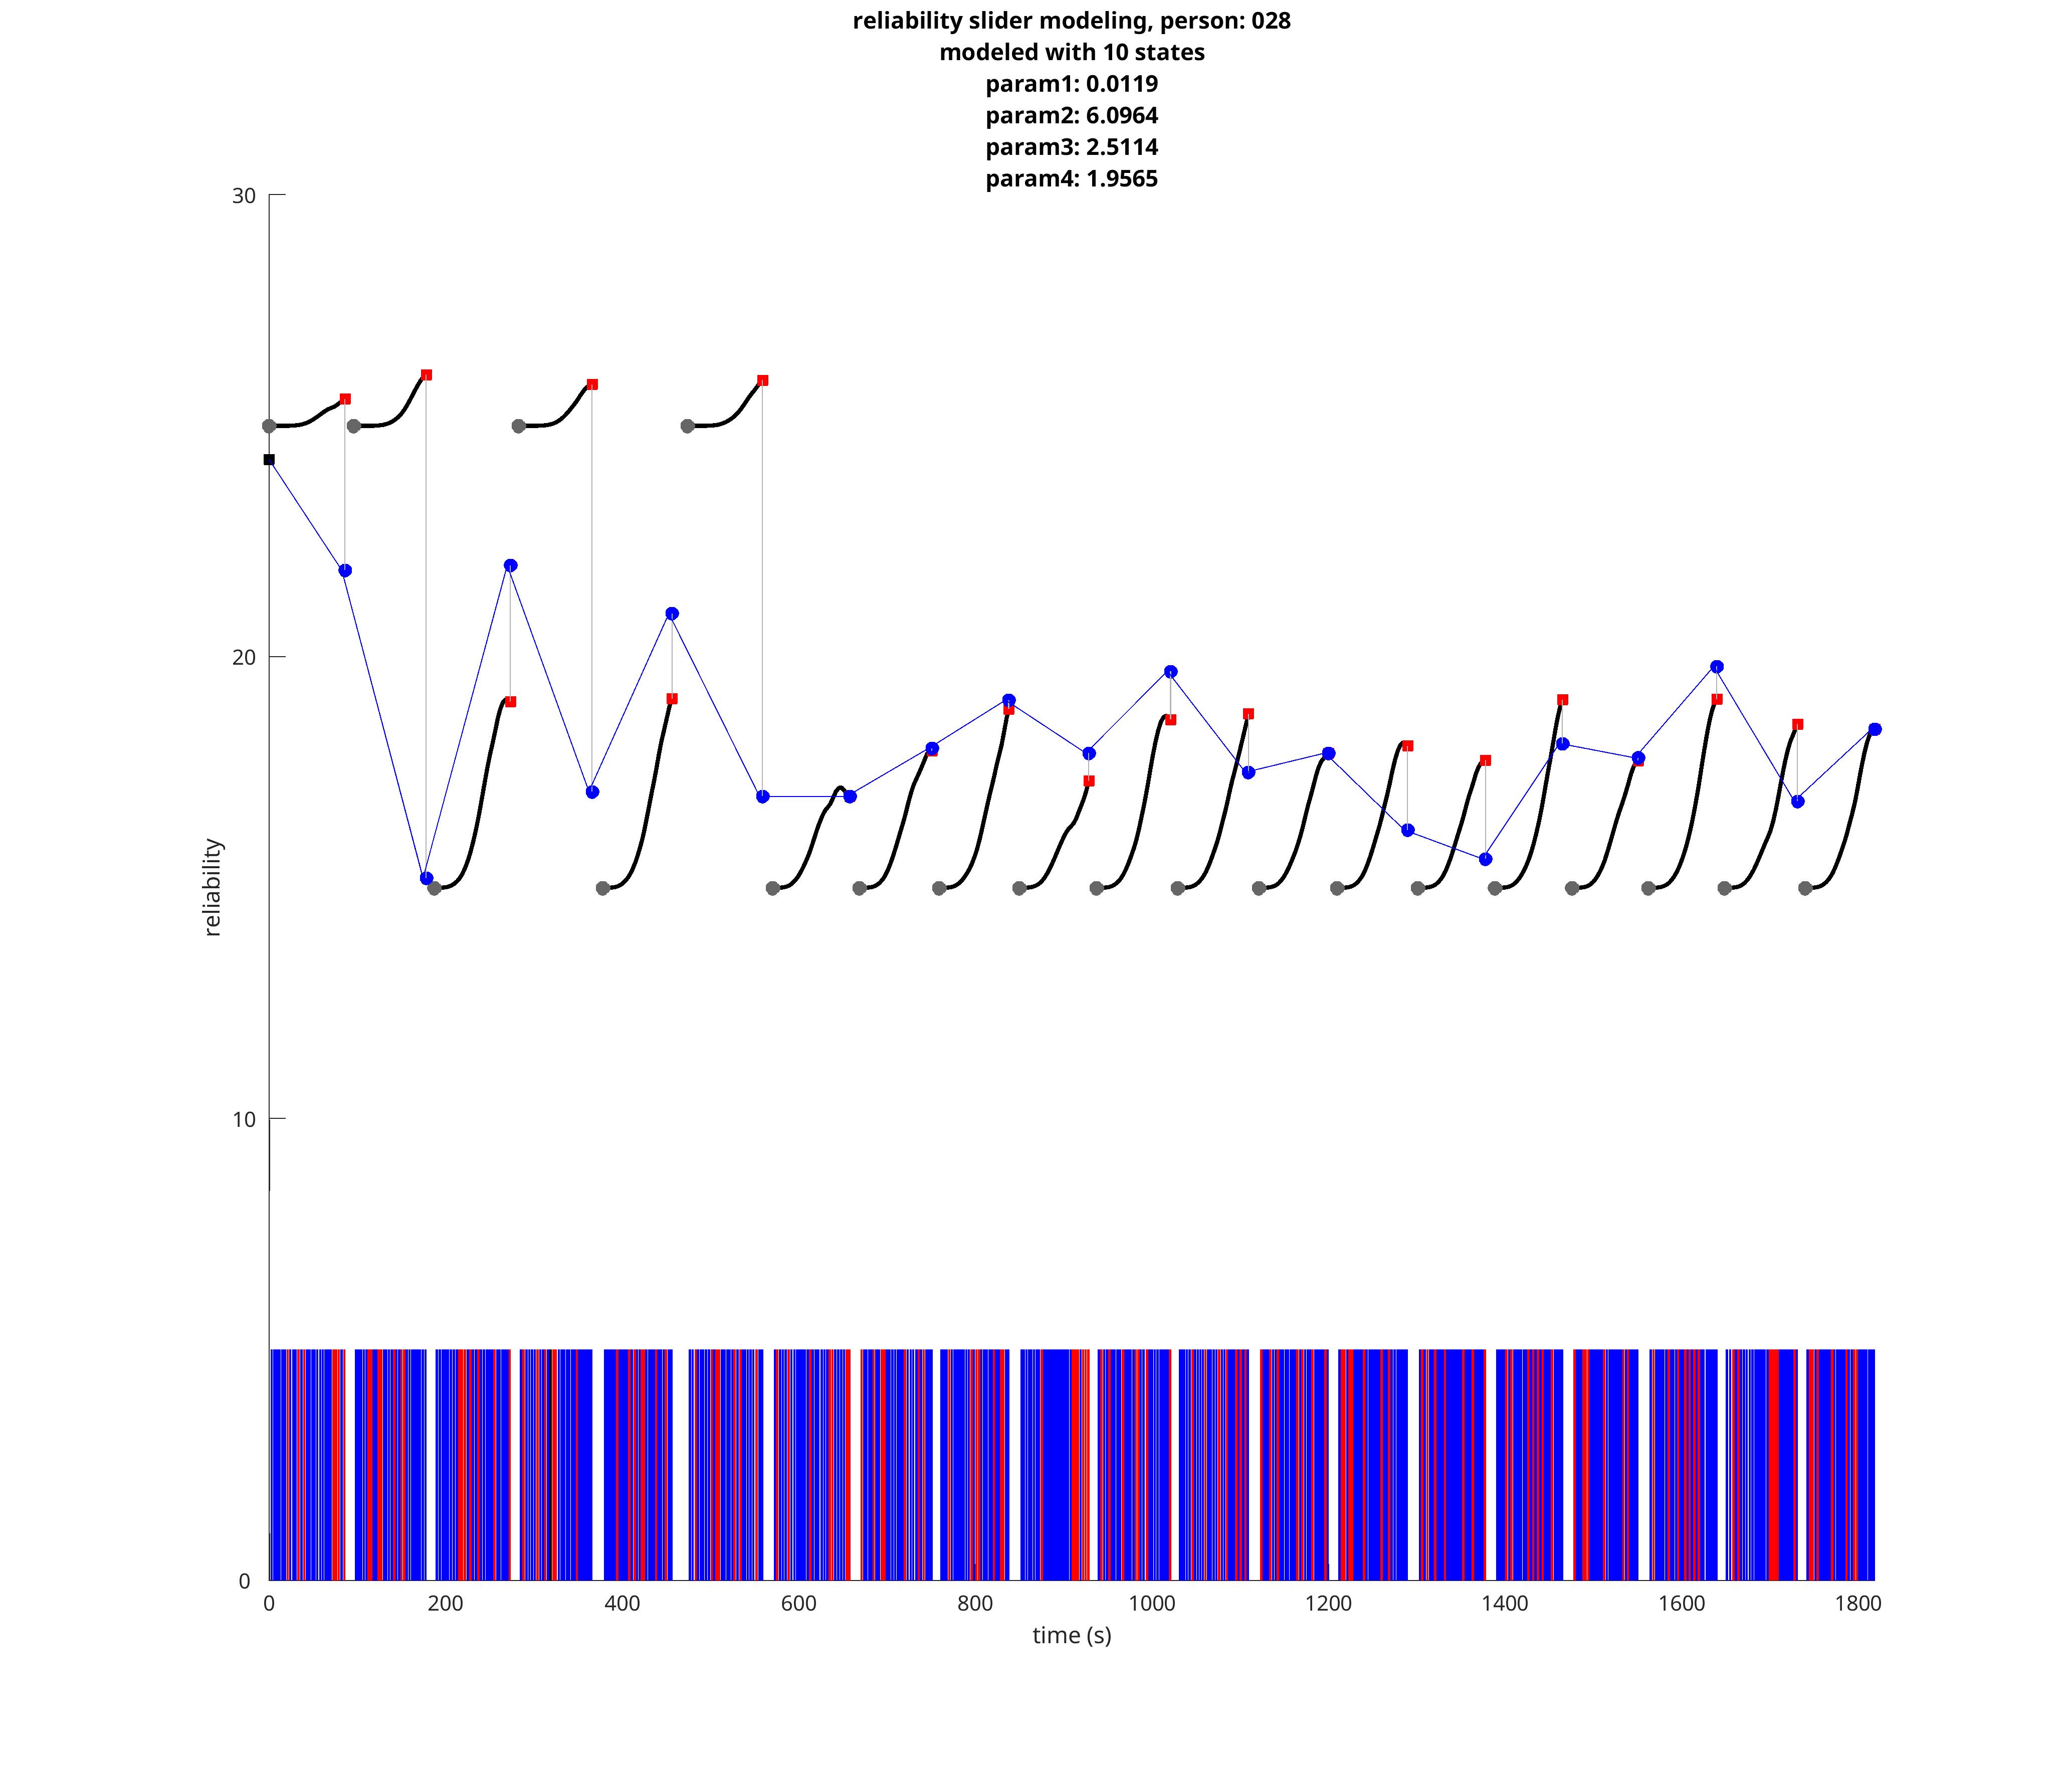 reliability slider modeling, person: 028
modeled with 10 states
param1: 0.0119
param2: 6.0964
param3: 2.5114
param4: 1.9565
30
20
10
0
reliability
0 200 400 600 800 1000 1200 1400 1600 1800
time (s)